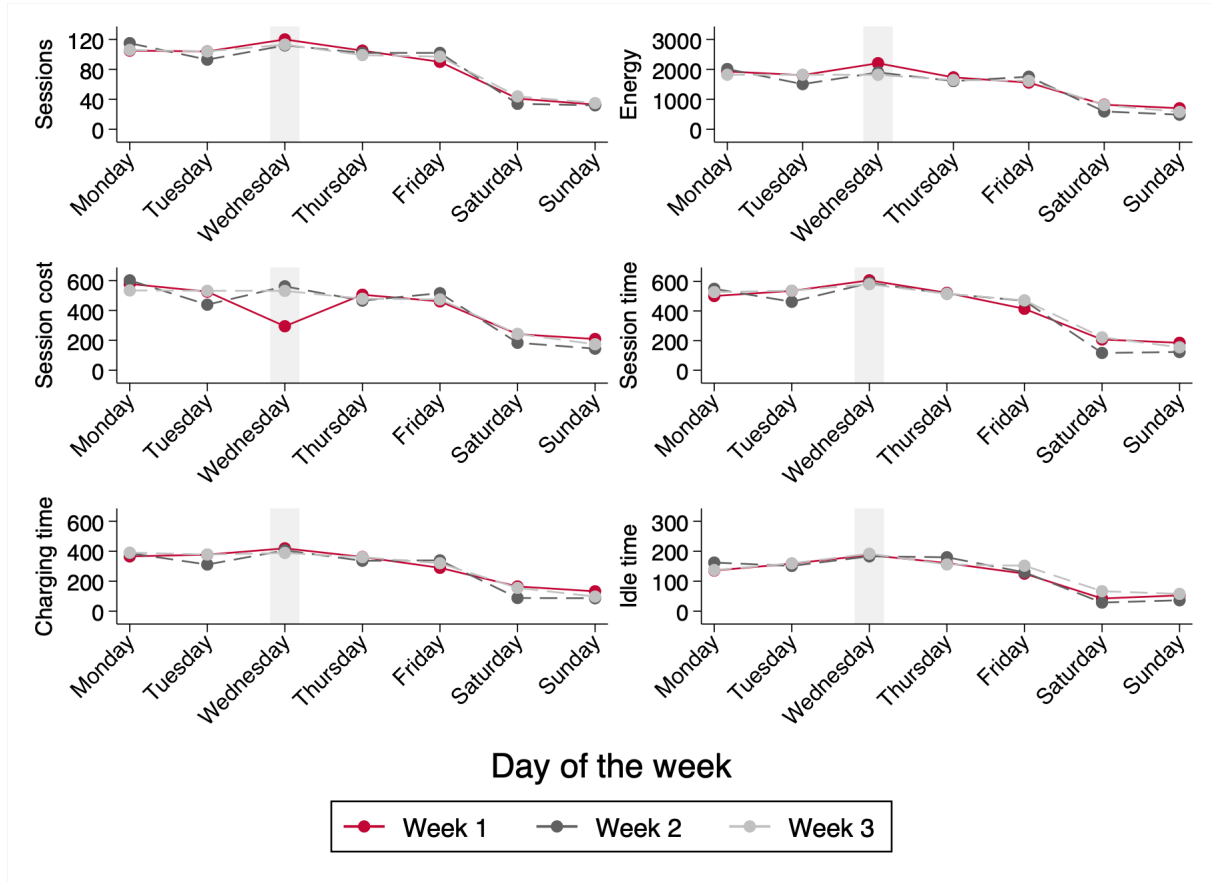 Sessions
120
80
40
0
Monday
Tuesday
Wednesday
Thursday
Friday
Saturday
Sunday
Energy
3000
2000
1000
0
Monday
Tuesday
Wednesday
Thursday
Friday
Saturday
Sunday
Session cost
600
400
200
0
Monday
Tuesday
Wednesday
Thursday
Friday
Saturday
Sunday
Session time
600
400
200
0
Monday
Tuesday
Wednesday
Thursday
Friday
Saturday
Sunday
Charging time
600
400
200
0
Monday
Tuesday
Wednesday
Thursday
Friday
Saturday
Sunday
Idle time
300
200
100
0
Monday
Tuesday
Wednesday
Thursday
Friday
Saturday
Sunday
Day of the week
Week 1 Week 2 Week 3